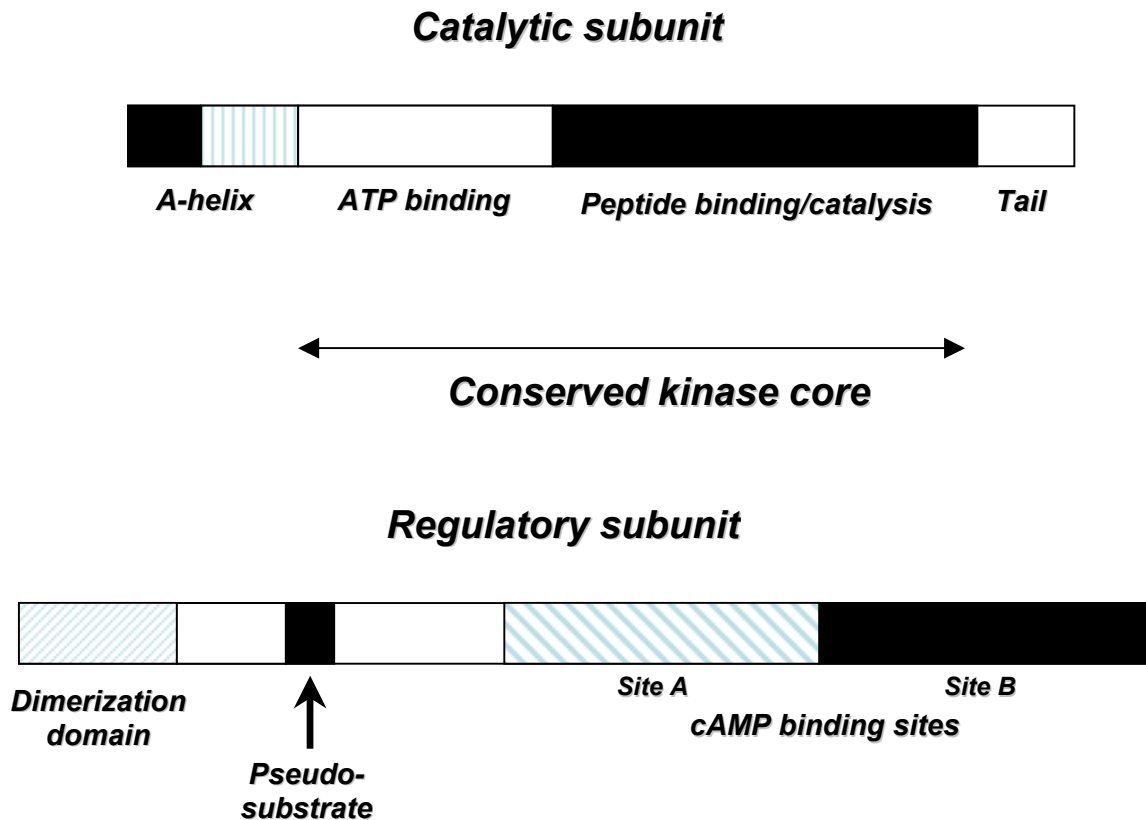 Catalytic subunit
A-helix ATP binding Peptide binding/catalysis Tail
Conserved kinase core
Regulatory subunit
Site A Site B
Dimerization
domain
cAMP binding sites
Pseudo-
substrate